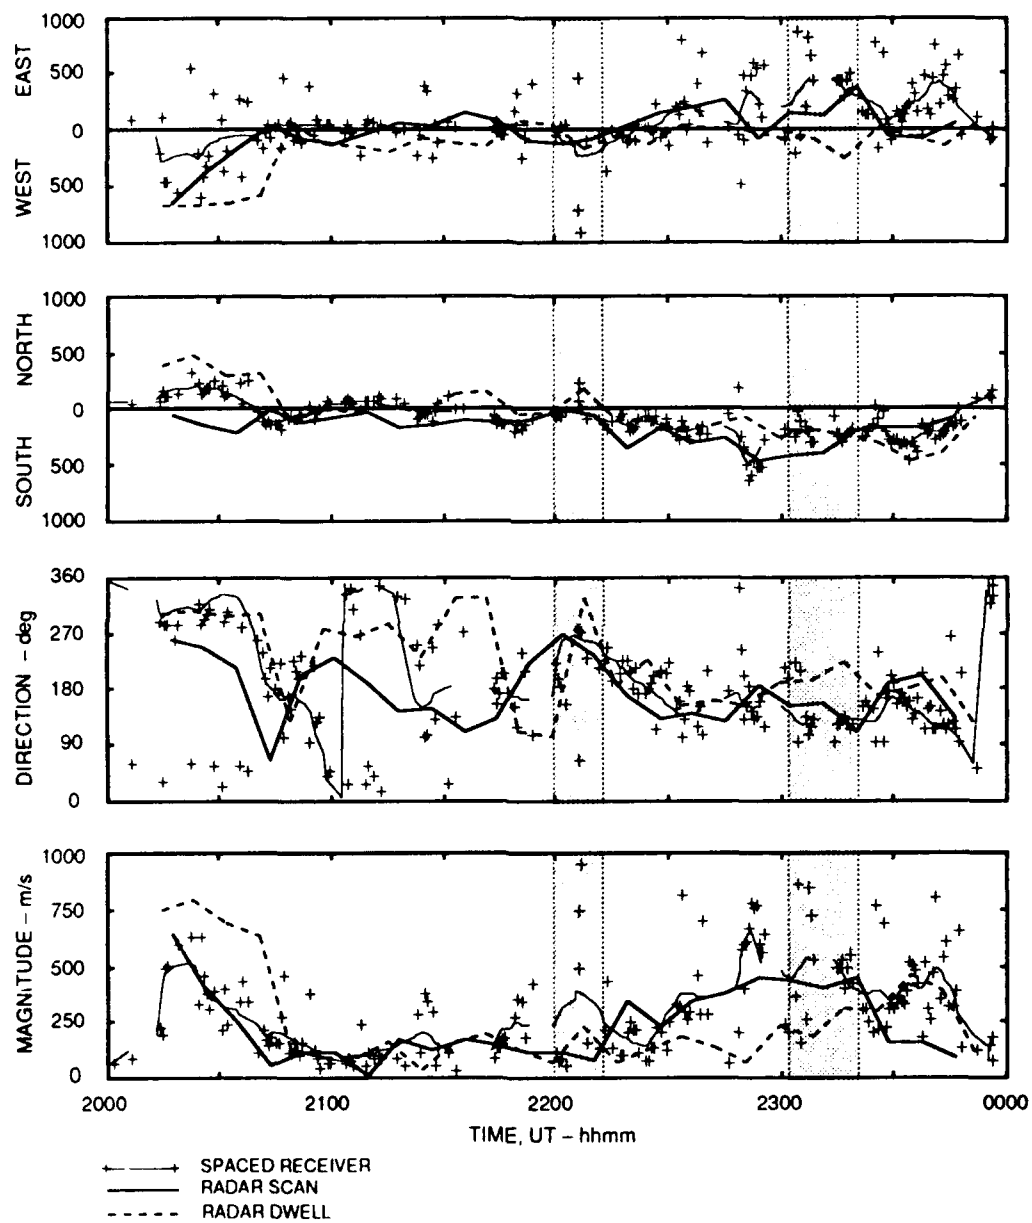 1000
EAST
500
0
WEST
500
1000
1000
NORTH
500
0
SOUTH
500
1000
360
DIRECTION – deg
270
180
90
0
1000
MAGNITUDE – m/s
750
500
250
0
2000 2100 2200 2300 0000
TIME, UT – hhmm
SPACED RECEIVER
RADAR SCAN
RADAR DWELL